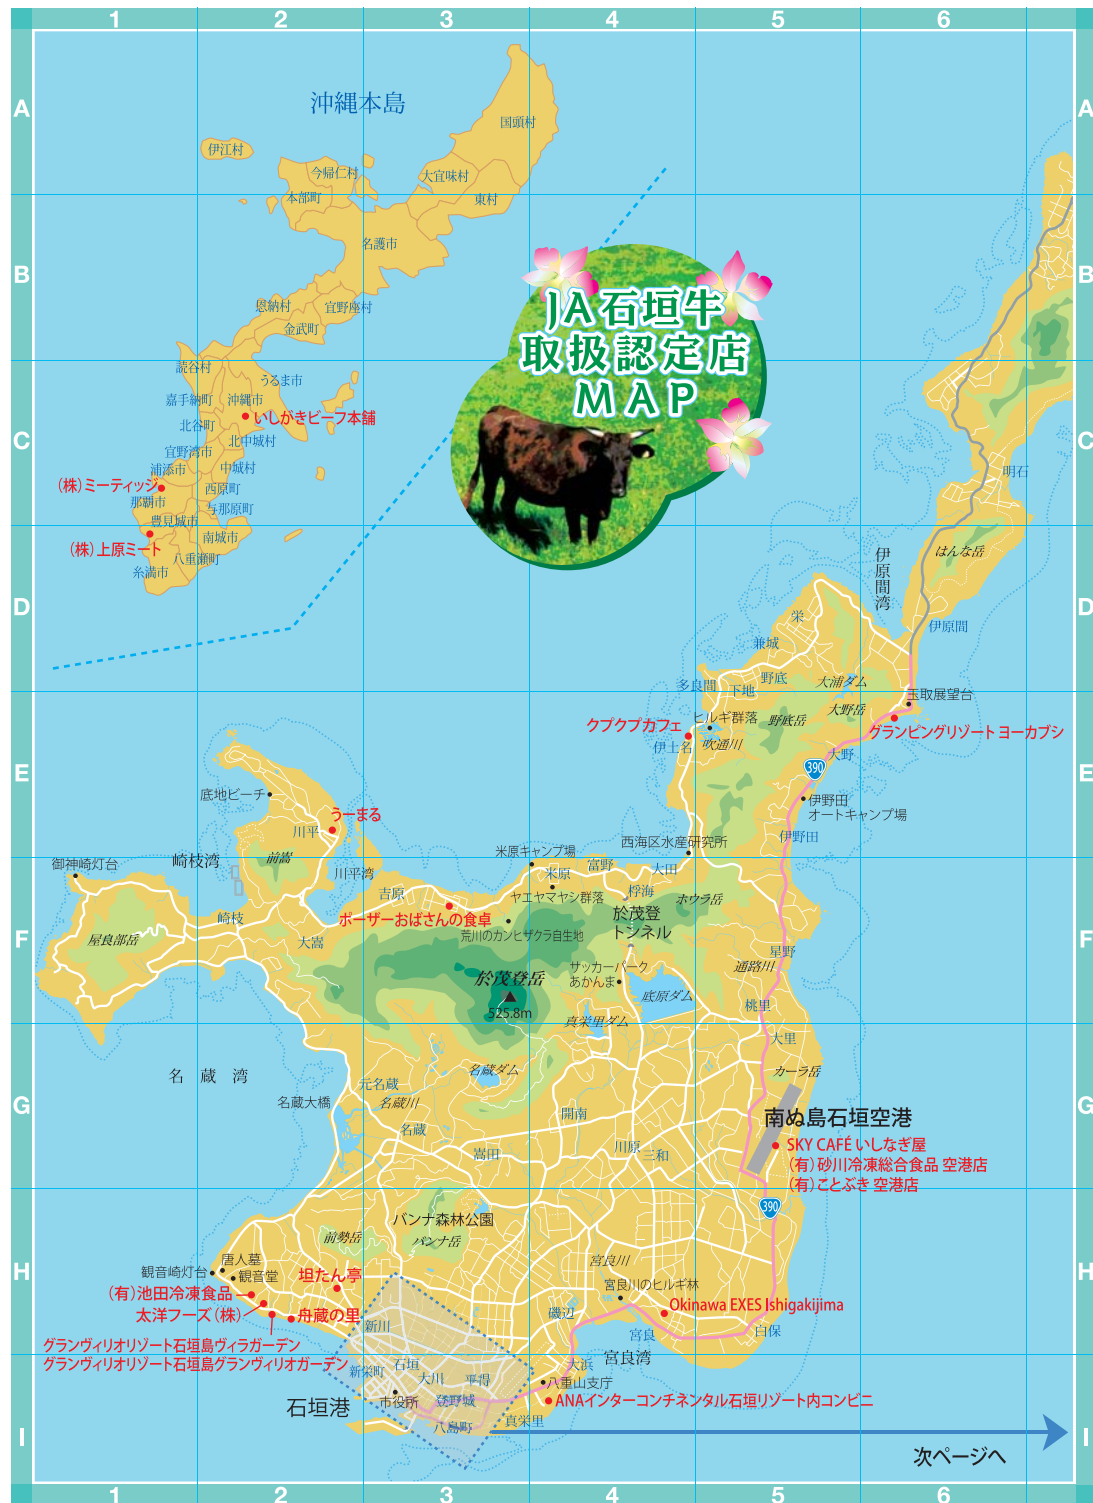 1 2 3 4 5 6
A A
沖縄本島
国頭村
伊江村
今帰仁村
大宜味村
本部町
東村
名護市
B B
恩納村
宜野座村
金武町
JA石垣牛
取扱認定店
MAP
読谷村
うるま市
嘉手納町
沖縄市
いしがきビーフ本舗
北谷町
北中城村
C C
宜野湾市
浦添市
中城村
(株)ミーティッジ
西原町
那覇市
与那原町
豊見城市
南城市
(株)上原ミート
八重瀬町
糸満市
明石
はんな岳
伊原間湾
D D
伊原間
栄
兼城
野底
多良間
下地
大浦ダム
玉取展望台
大野岳
クプクプカフェ
ヒルギ群落
野底岳
グランピングリゾート ヨーカブシ
伊土名
吹通川
大野
390
E E
底地ビーチ
伊野田
オートキャンプ場
うーまる
川平
伊野田
西海区水産研究所
米原キャンプ場
御神崎灯台
崎枝湾
前嵩
川平湾
富野
大田
米原
吉原
ヤエヤマヤシ群落
桴海
ホウラ岳
崎枝
ポーザーおばさんの食卓
於茂登
トンネル
F F
屋良部岳
大嵩
荒川のカンヒザクラ自生地
星野
サッカーパーク
あかんま
通路川
於茂登岳
底原ダム
桃里
525.8m
真栄里ダム
大里
名蔵湾
名蔵ダム
カーラ岳
元名蔵
名蔵大橋
名蔵川
G G
開南
南ぬ島石垣空港
名蔵
川原
三和
嵩田
SKY CAFÉ いしなぎ屋
(有)砂川冷凍総合食品 空港店
(有)ことぶき 空港店
390
バンナ森林公園
前勢岳
バンナ岳
唐人墓
観音崎灯台
観音堂
宮良川
H H
坦たん亭
宮良川のヒルギ林
(有)池田冷凍食品
太洋フーズ(株)
舟蔵の里
Okinawa EXES Ishigakijima
磯辺
新川
宮良
白保
グランヴィリオリゾート石垣島ヴィラガーデン
グランヴィリオリゾート石垣島グランヴィリオガーデン
宮良湾
大浜
石垣
新栄町
大川
平得
八重山支庁
市役所
登野城
ANAインターコンチネンタル石垣リゾート内コンビニ
石垣港
真栄里
八島町
I I
次ページへ
1 2 3 4 5 6